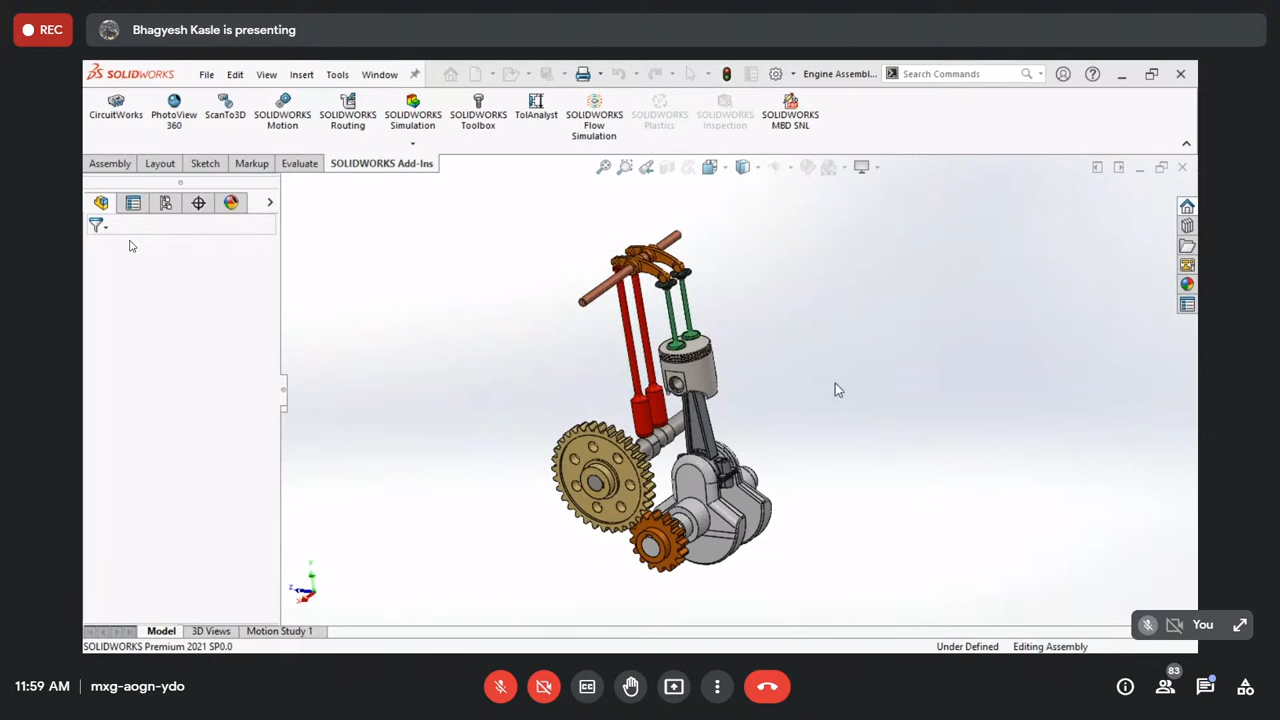 REC
Bhagyesh Kasle is presenting
SOLIDWORKS File Edit View Insert Tools Window Engine Assembl... Search Commands
CircuitWorks PhotoView 360 ScanTo3D SOLIDWORKS Motion SOLIDWORKS Routing SOLIDWORKS Simulation SOLIDWORKS Toolbox TolAnalyst SOLIDWORKS Flow Simulation SOLIDWORKS Plastics SOLIDWORKS Inspection SOLIDWORKS MBD SNL
Assembly Layout Sketch Markup Evaluate SOLIDWORKS Add-Ins
Y
Z
X
You
Model 3D Views Motion Study 1
SOLIDWORKS Premium 2021 SP0.0 Under Defined Editing Assembly
83
11:59 AM mxg-aogn-ydo